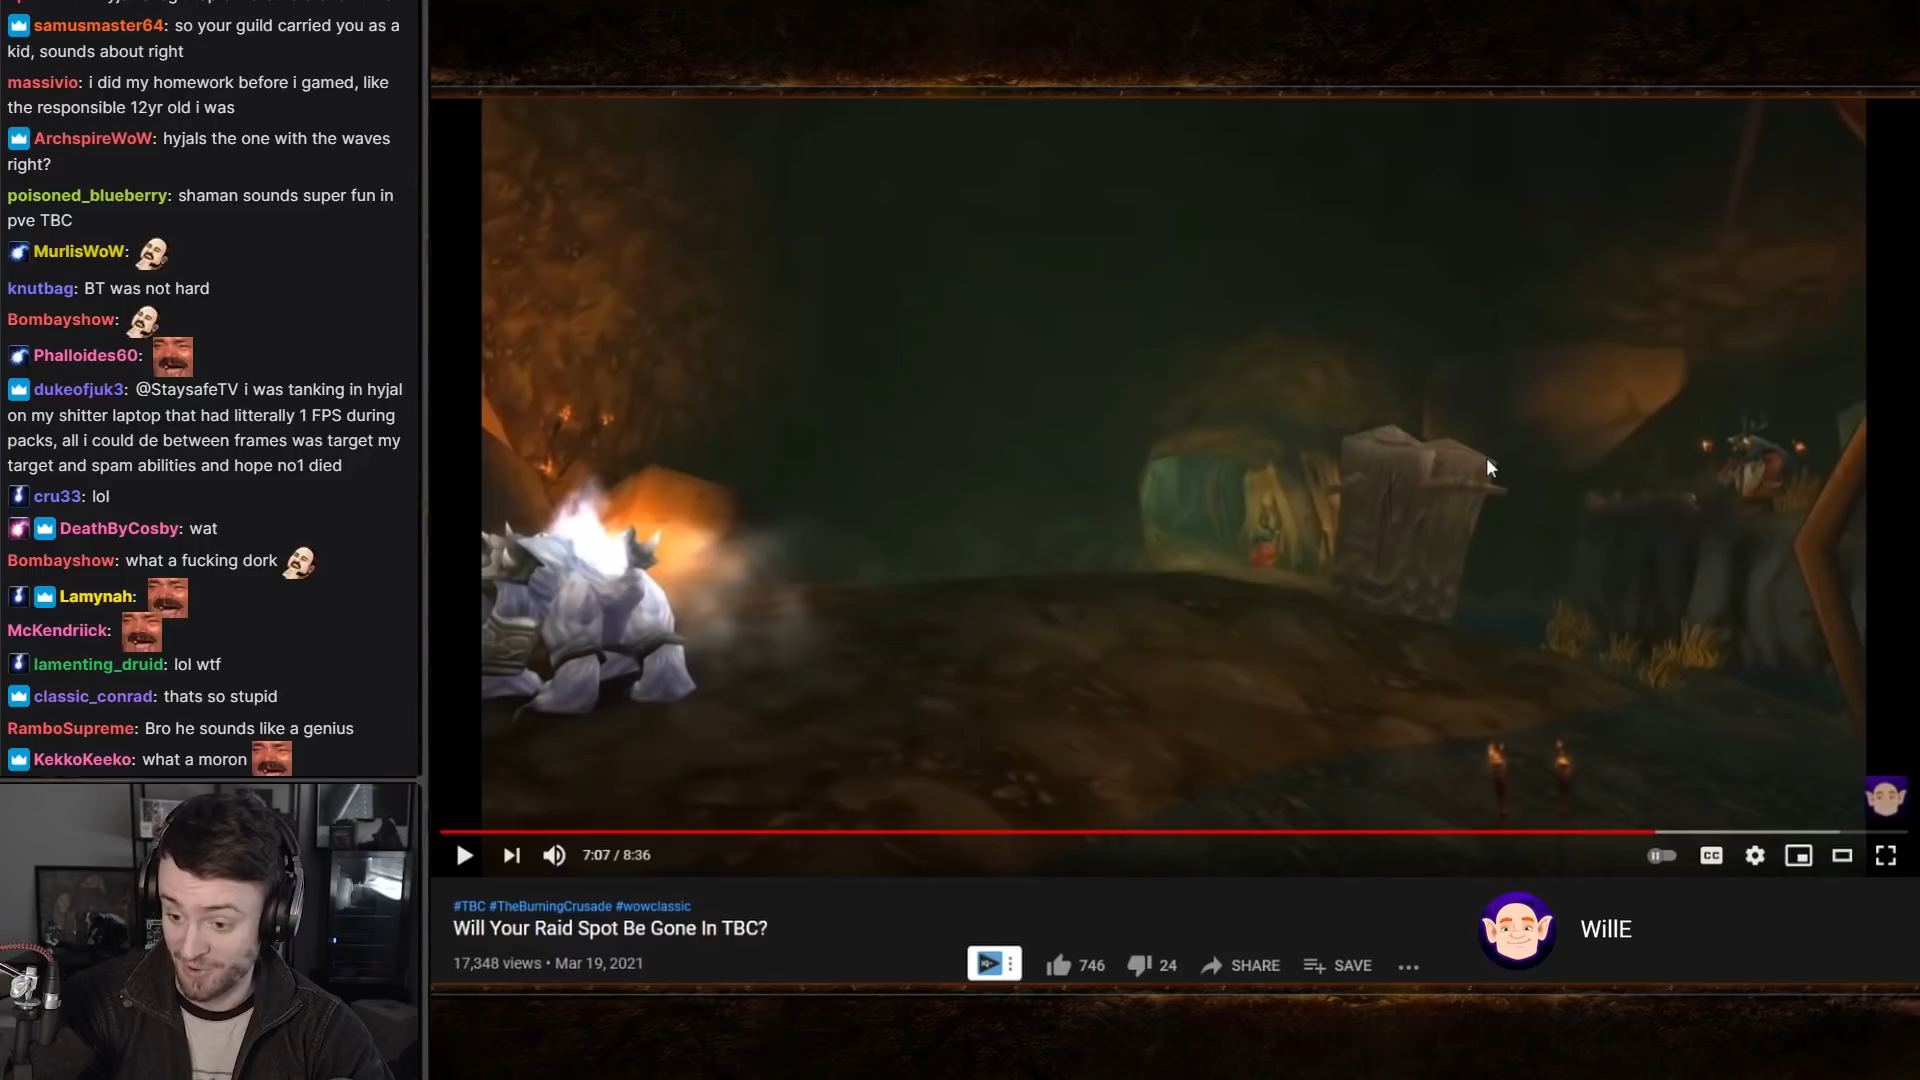 samusmaster64: so your guild carried you as a
kid, sounds about right
massivio: i did my homework before i gamed, like
the responsible 12yr old i was
ArchspireWoW: hyjals the one with the waves
right?
poisoned_blueberry: shaman sounds super fun in
pve TBC
MurlisWoW:
knutbag: BT was not hard
Bombayshow:
Phalloides60:
dukeofjuk3: @StaysafeTV i was tanking in hyjal
on my shitter laptop that had litterally 1 FPS during
packs, all i could de between frames was target my
target and spam abilities and hope no1 died
cru33: lol
DeathByCosby: wat
Bombayshow: what a fucking dork
Lamynah:
McKendriick:
lamenting_druid: lol wtf
classic_conrad: thats so stupid
RamboSupreme: Bro he sounds like a genius
KekkoKeeko: what a moron
7:07 / 8:36
CC
#TBC #TheBurningCrusade #wowclassic
Will Your Raid Spot Be Gone In TBC?
17,348 views • Mar 19, 2021
746
24
SHARE
SAVE
WillE